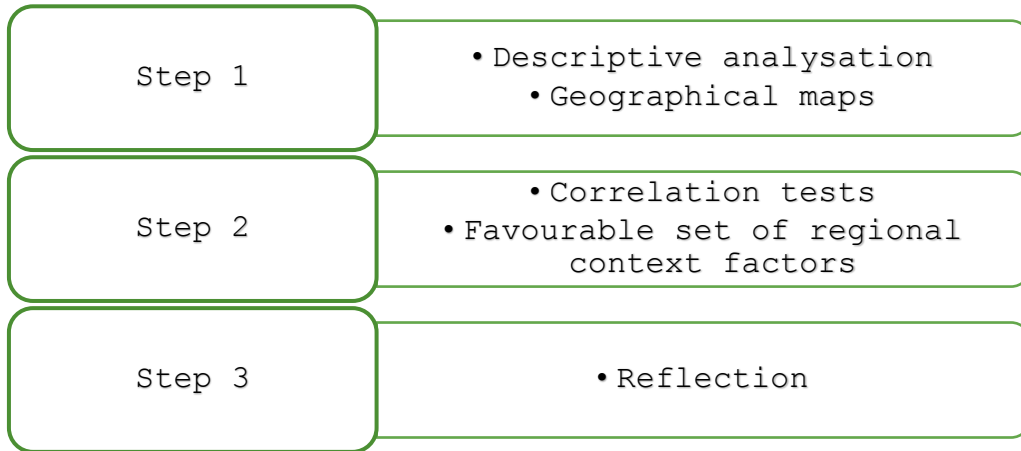 Step 1
• Descriptive analysation
• Geographical maps
Step 2
• Correlation tests
• Favourable set of regional
context factors
Step 3
• Reflection